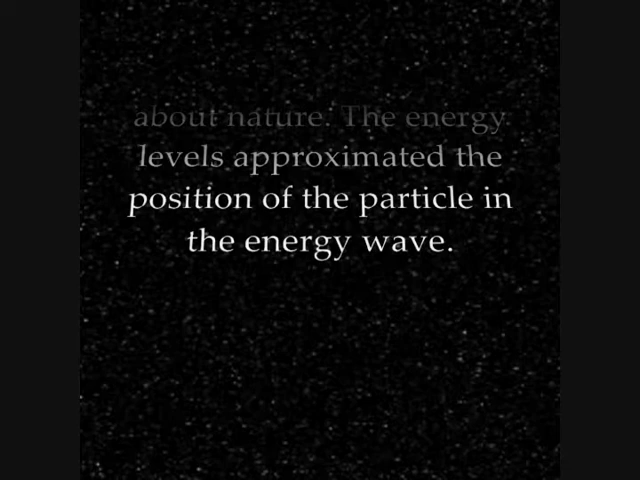 about nature. The energy
levels approximated the
position of the particle in
the energy wave.